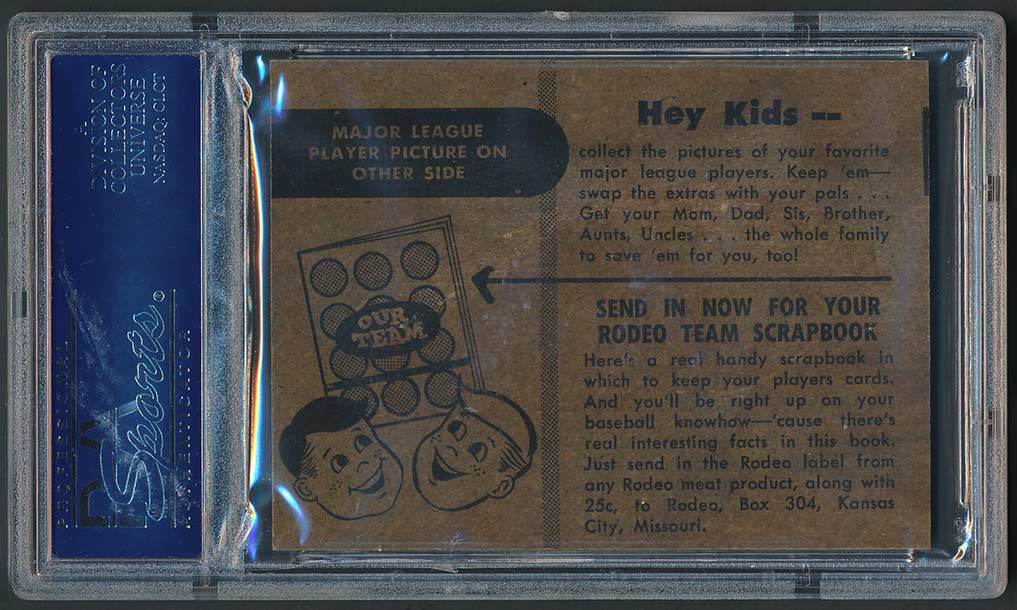 A
DIVISION OF
COLLECTORS
UNIVERSE
NASDAQ: CLCT
PROFESSIONAL
PSA
Sports®
AUTHENTICATOR
MAJOR LEAGUE
PLAYER PICTURE ON
OTHER SIDE
OUR
TEAM
Hey Kids --
collect the pictures of your favorite
major league players. Keep 'em—
swap the extras with your pals . . .
Get your Mom, Dad, Sis, Brother,
Aunts, Uncles . . . the whole family
to save 'em for you, too!
SEND IN NOW FOR YOUR
RODEO TEAM SCRAPBOOK
Here's a real handy scrapbook in
which to keep your players cards.
And you'll be right up on your
baseball knowhow—'cause there's
real interesting facts in this book.
Just send in the Rodeo label from
any Rodeo meat product, along with
25c, to Rodeo, Box 304, Kansas
City, Missouri.